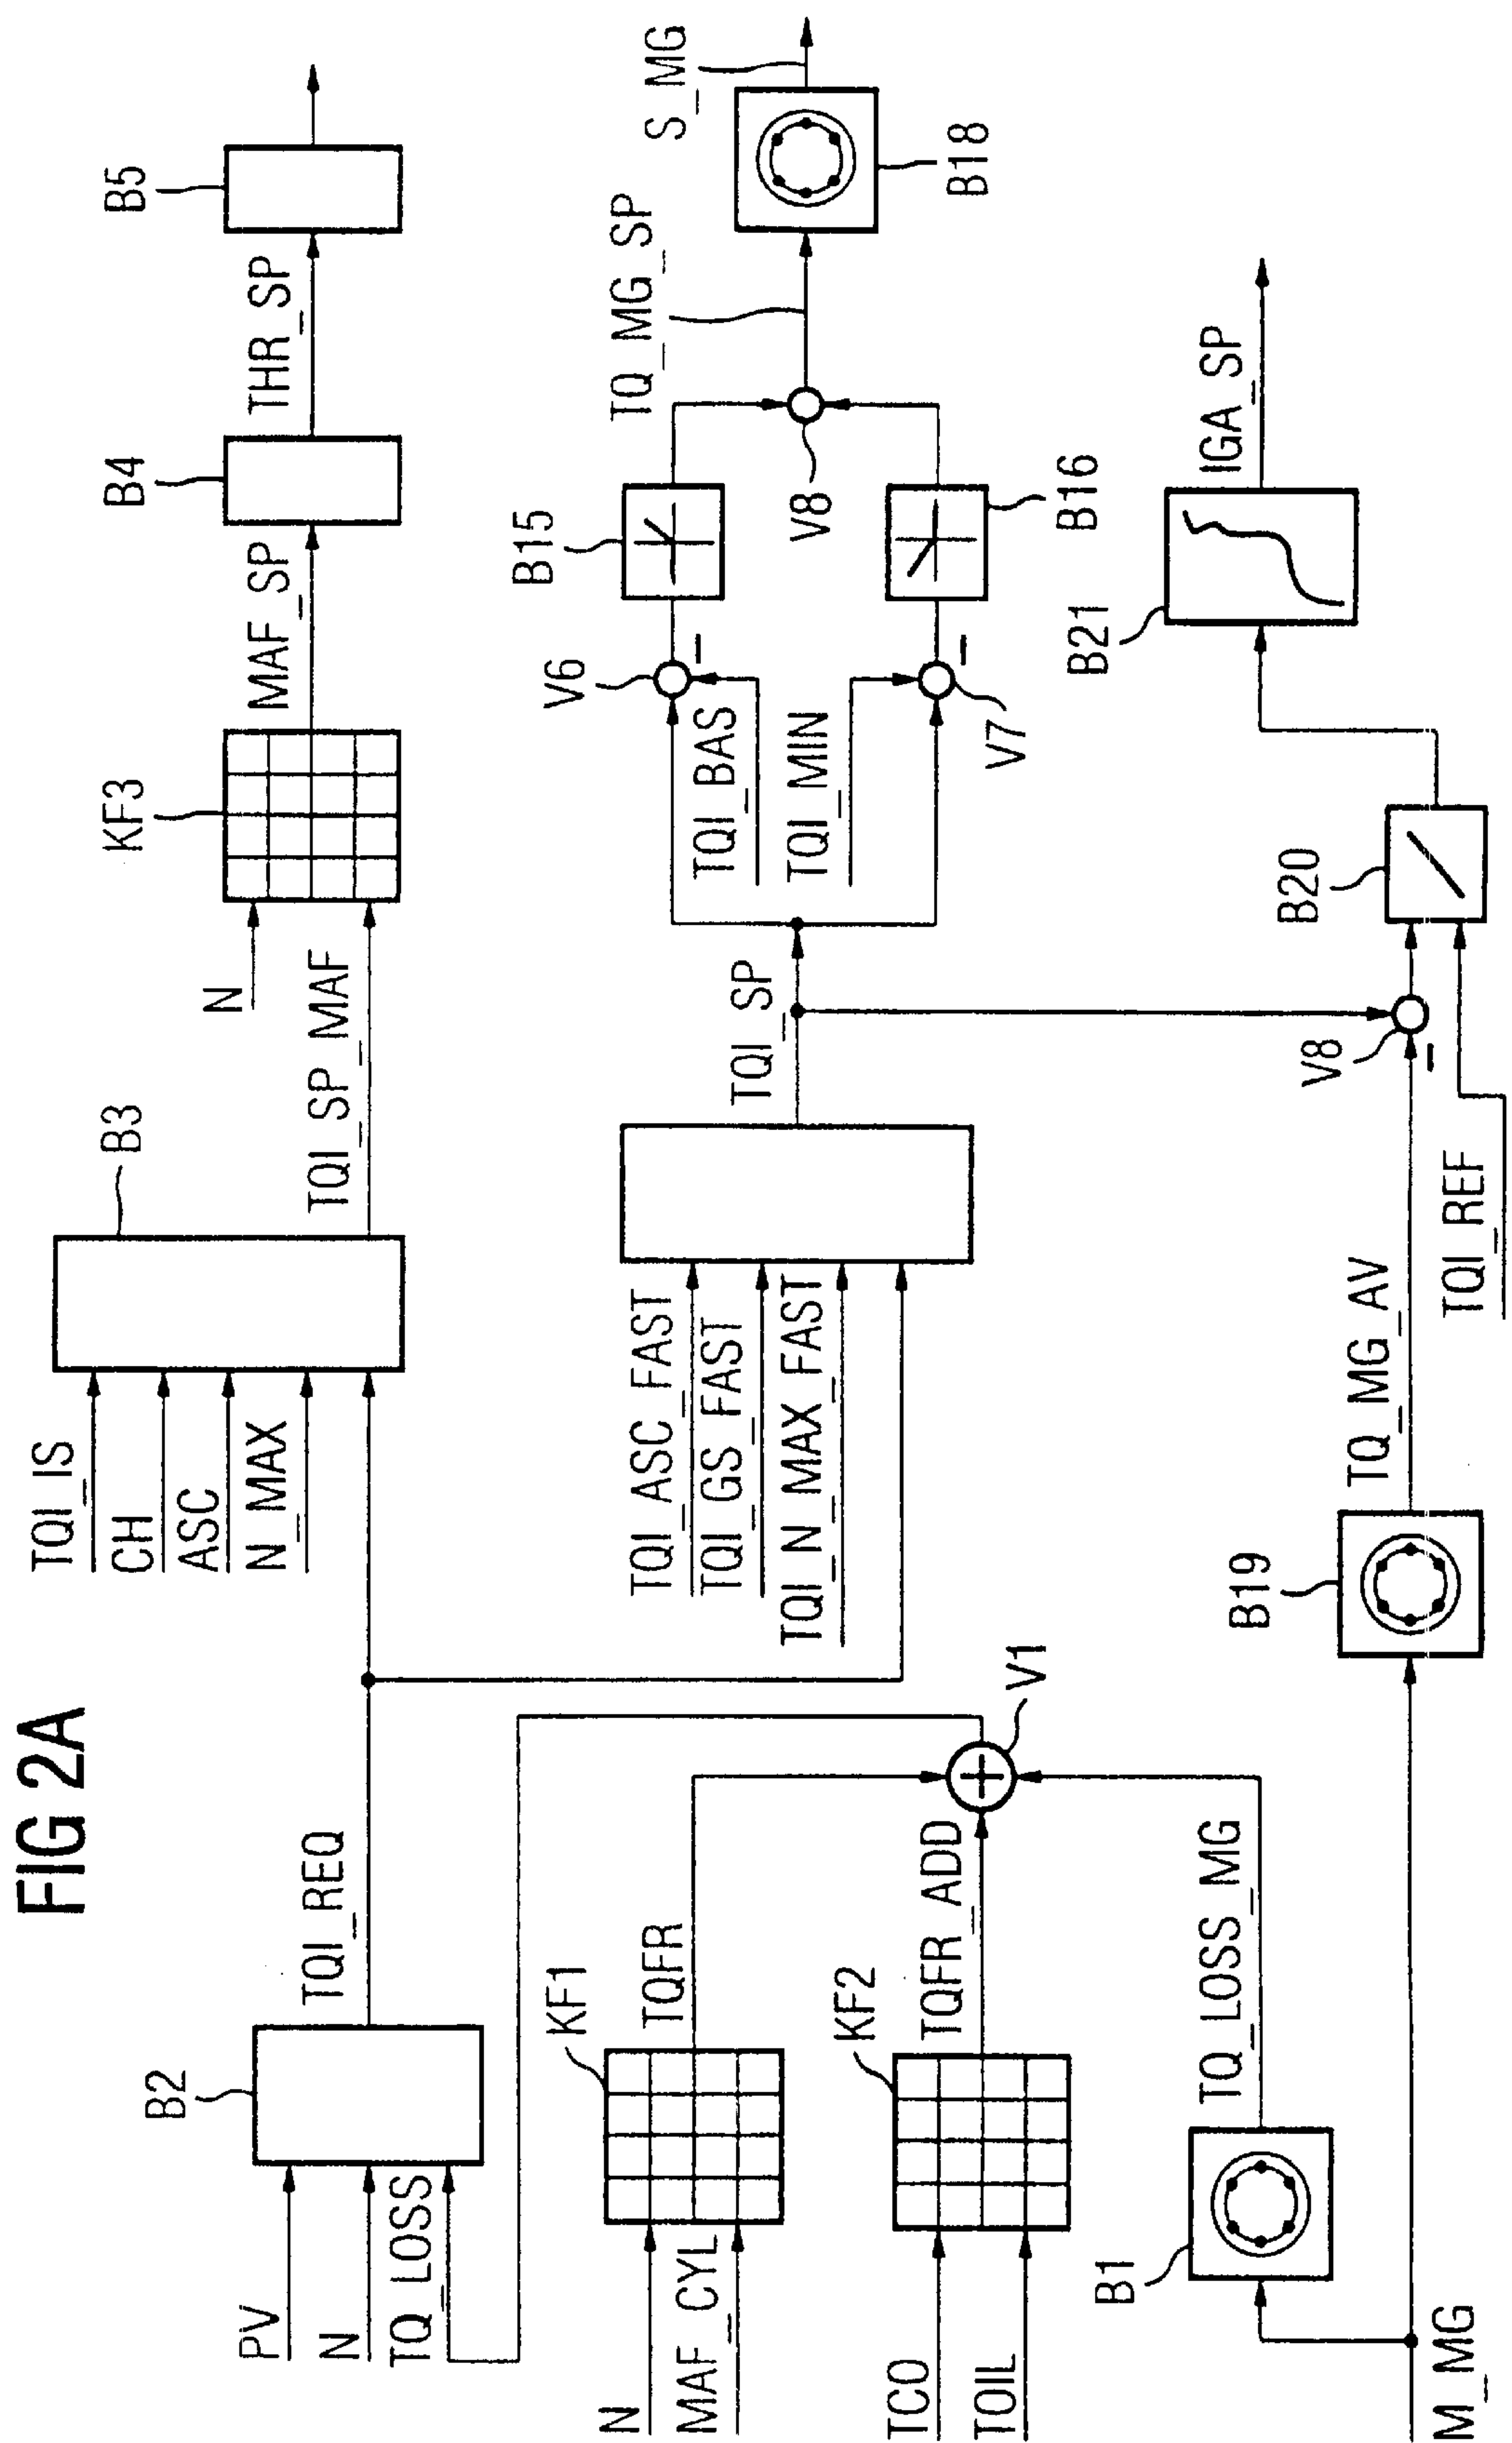 FIG 2A
PV
N
TQ_LOSS
B2
TQI_REQ
TQI_IS
CH
ASC
N_MAX
B3
TQI_SP_MAF
N
KF3
MAF_SP
B4
THR_SP
B5
N
MAF_CYL
KF1
TQFR
TCO
TOIL
KF2
TQFR_ADD
V1
B1
TQ_LOSS_MG
M_MG
TQI_ASC_FAST
TQI_GS_FAST
TQI_N_MAX_FAST
TQI_SP
TQI_BAS
TQI_MIN
V6
V7
B15
B16
V8
TQ_MG_SP
B18
S_MG
B19
TQ_MG_AV
TQI_REF
V8
B20
B21
IGA_SP